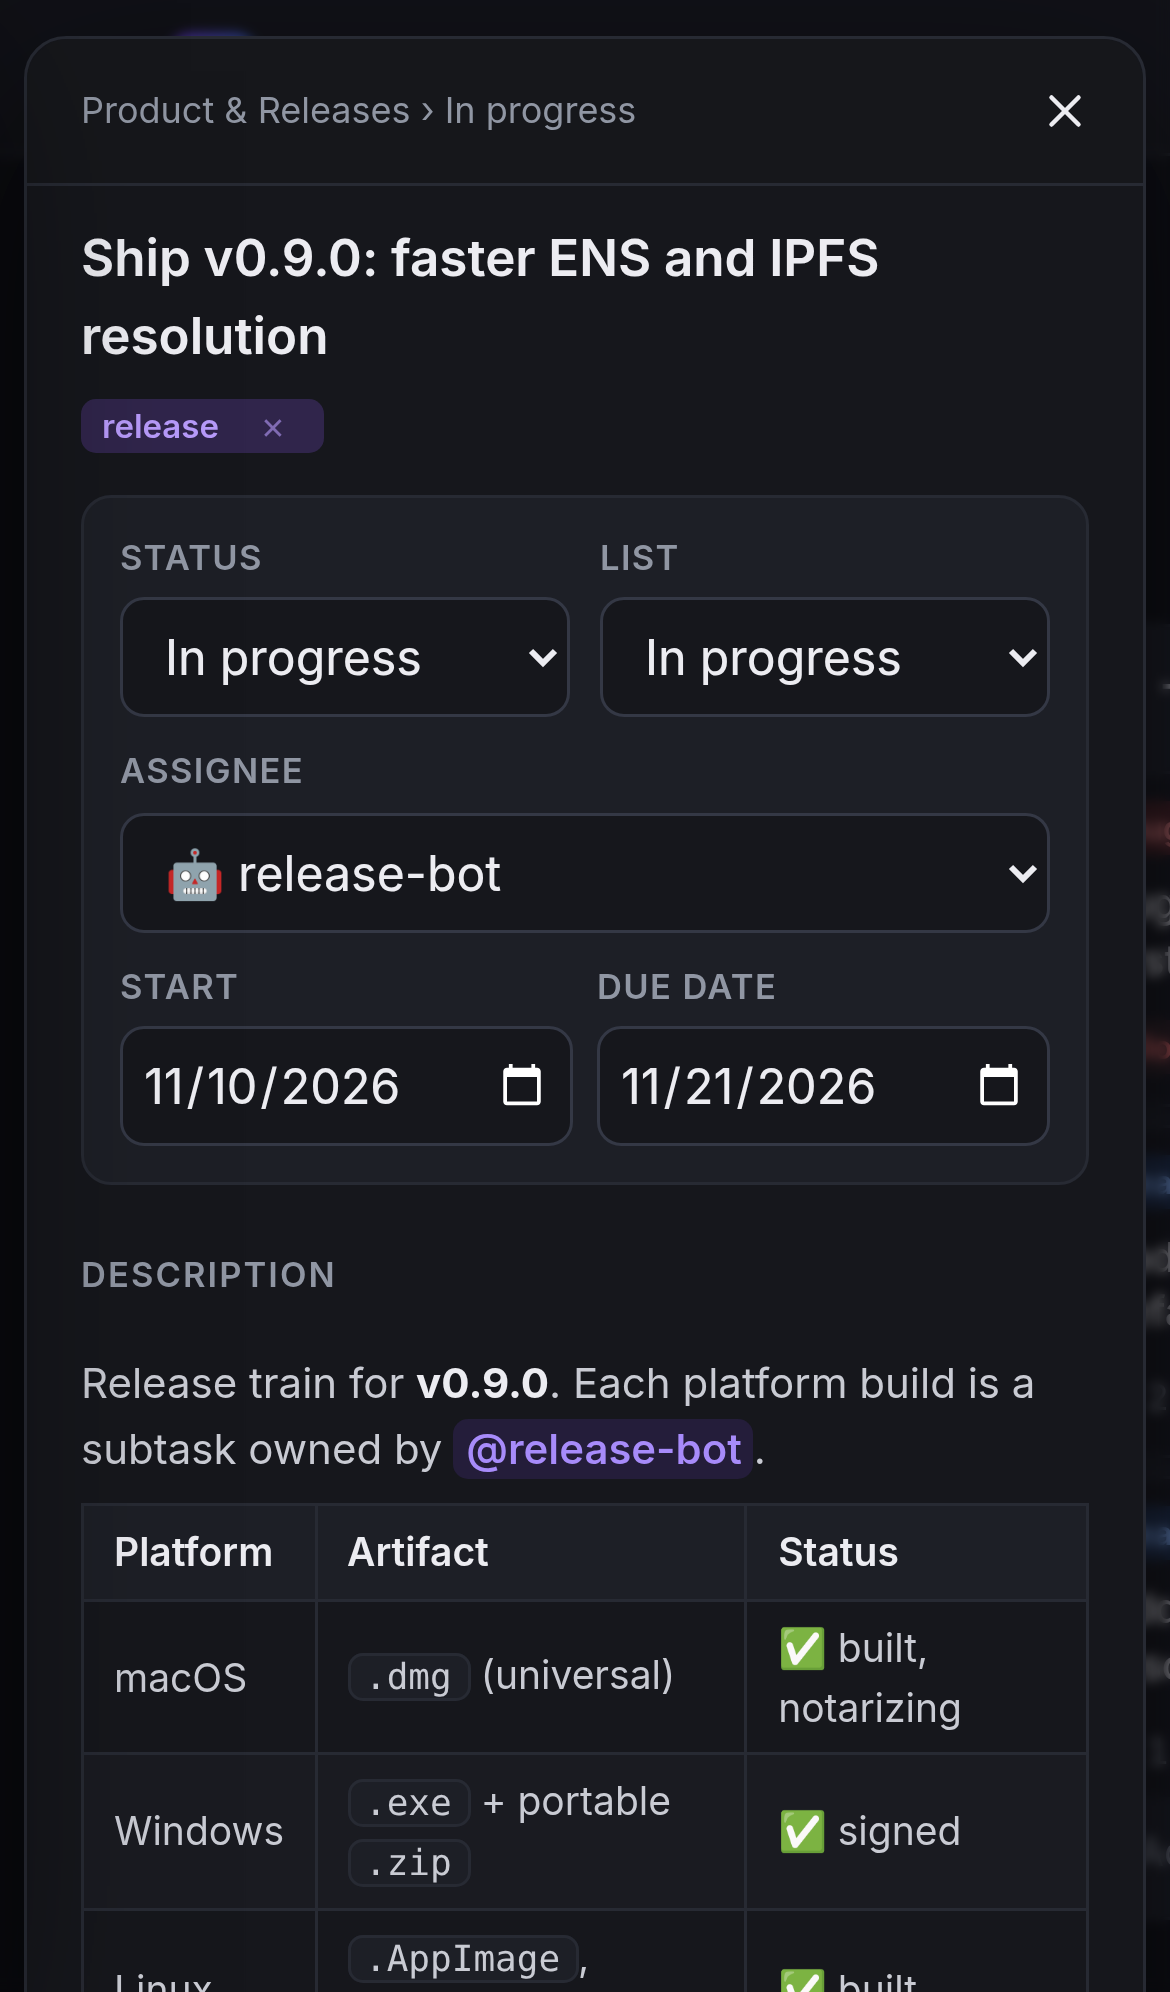 Product & Releases › In progress
Ship v0.9.0: faster ENS and IPFS
resolution
release ×
STATUS LIST
In progress In progress
ASSIGNEE
🤖 release-bot
START DUE DATE
11/10/2026 11/21/2026
DESCRIPTION
Release train for v0.9.0. Each platform build is a
subtask owned by @release-bot.
Platform Artifact Status
macOS .dmg (universal) ✅ built,
notarizing
Windows .exe + portable
.zip ✅ signed
Linux .AppImage, ✅ built